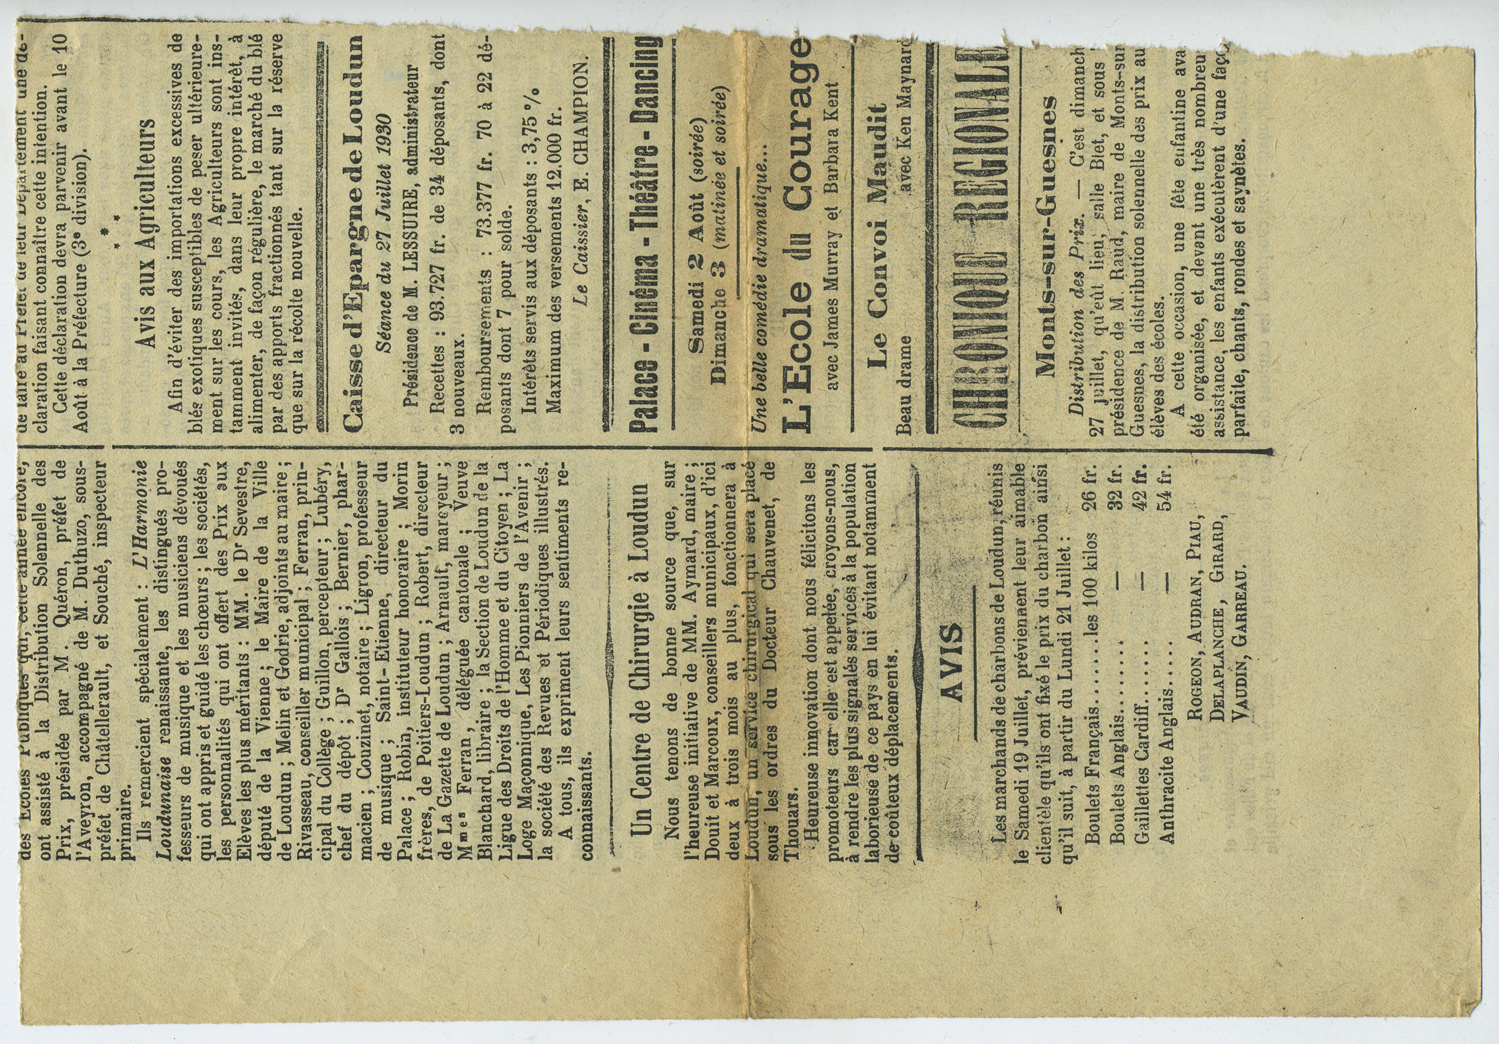 des Ecoles Publiques qui, cette année encore,
ont assisté à la Distribution Solennelle des
Prix, présidée par M. Quéron, préfet de
l'Aveyron, accompagné de M. Duthuzo, sous-
préfet de Châtellerault, et Souché, inspecteur
primaire.
Ils remercient spécialement : L'Harmonie
Loudunaise renaissante, les distingués pro-
fesseurs de musique et les musiciens dévoués
qui ont appris et guidé les chœurs ; les sociétés,
les personnalités qui ont offert des Prix aux
Elèves les plus méritants : MM. le Dr Sevestre,
député de la Vienne ; le Maire de la Ville
de Loudun ; Melin et Godrie, adjoints au maire ;
Rivasseau, conseiller municipal ; Ferran, prin-
cipal du Collège ; Guillon, percepteur ; Lubéry,
chef du dépôt ; Dr Gallois ; Bernier, phar-
macien ; Couzinet, notaire ; Ligron, professeur
de musique ; Saint-Etienne, directeur du
Palace ; Robin, instituteur honoraire ; Morin
frères, de Poitiers-Loudun ; Robert, directeur
de La Gazette de Loudun ; Arnault, mareyeur ;
Mmes Ferran, déléguée cantonale ; Veuve
Blanchard, libraire ; la Section de Loudun de la
Ligue des Droits de l'Homme et du Citoyen ; La
Loge Maçonnique, Les Pionniers de l'Avenir ;
la société des Revues et Périodiques illustrés.
A tous, ils expriment leurs sentiments re-
connaissants.
Un Centre de Chirurgie à Loudun
Nous tenons de bonne source que, sur
l'heureuse initiative de MM. Aymard, maire ;
Douit et Marcoux, conseillers municipaux, d'ici
deux à trois mois au plus, fonctionnera à
Loudun, un service chirurgical qui sera placé
sous les ordres du Docteur Chauvenet, de
Thouars.
Heureuse innovation dont nous félicitons les
promoteurs car elle est appelée, croyons-nous,
à rendre les plus signalés services à la population
laborieuse de ce pays en lui évitant notamment
de coûteux déplacements.
AVIS
Les marchands de charbons de Loudun, réunis
le Samedi 19 Juillet, préviennent leur aimable
clientèle qu'ils ont fixé le prix du charbon ainsi
qu'il suit, à partir du Lundi 21 Juillet :
Boulets Français........les 100 kilos 26 fr.
Boulets Anglais........ — 32 fr.
Gaillettes Cardiff...... — 42 fr.
Anthracite Anglais..... — 54 fr.
ROGEON, AUDRAN, PIAU,
DELAPLANCHE, GIRARD,
VAUDIN, GARREAU.
de faire au Préfet de leur Département une dé-
claration faisant connaître cette intention.
Cette déclaration devra parvenir avant le 10
Août à la Préfecture (3e division).
* * *
Avis aux Agriculteurs
Afin d'éviter des importations excessives de
blés exotiques susceptibles de peser ultérieure-
ment sur les cours, les Agriculteurs sont ins-
tamment invités, dans leur propre intérêt, à
alimenter, de façon régulière, le marché du blé
par des apports fractionnés tant sur la réserve
que sur la récolte nouvelle.
Caisse d'Epargne de Loudun
Séance du 27 Juillet 1930
Présidence de M. LESSUIRE, administrateur
Recettes : 93.727 fr. de 34 déposants, dont
3 nouveaux.
Remboursements : 73.377 fr. 70 à 22 dé-
posants dont 7 pour solde.
Intérêts servis aux déposants : 3,75 %
Maximum des versements 12.000 fr.
Le Caissier, E. CHAMPION.
Palace - Cinéma - Théâtre - Dancing
Samedi 2 Août (soirée)
Dimanche 3 (matinée et soirée)
Une belle comédie dramatique...
L'Ecole du Courage
avec James Murray et Barbara Kent
Le Convoi Maudit
Beau drame avec Ken Maynard
CHRONIQUE REGIONALE
Monts-sur-Guesnes
Distribution des Prix. — C'est dimanch
27 juillet, qu'eût lieu, salle Blet, et sous
présidence de M. Raud, maire de Monts-sur
Guesnes, la distribution solennelle des prix au
élèves des écoles.
A cette occasion, une fête enfantine ava
été organisée, et devant une très nombreu
assistance, les enfants exécutèrent d'une faço
parfaite, chants, rondes et saynètes.